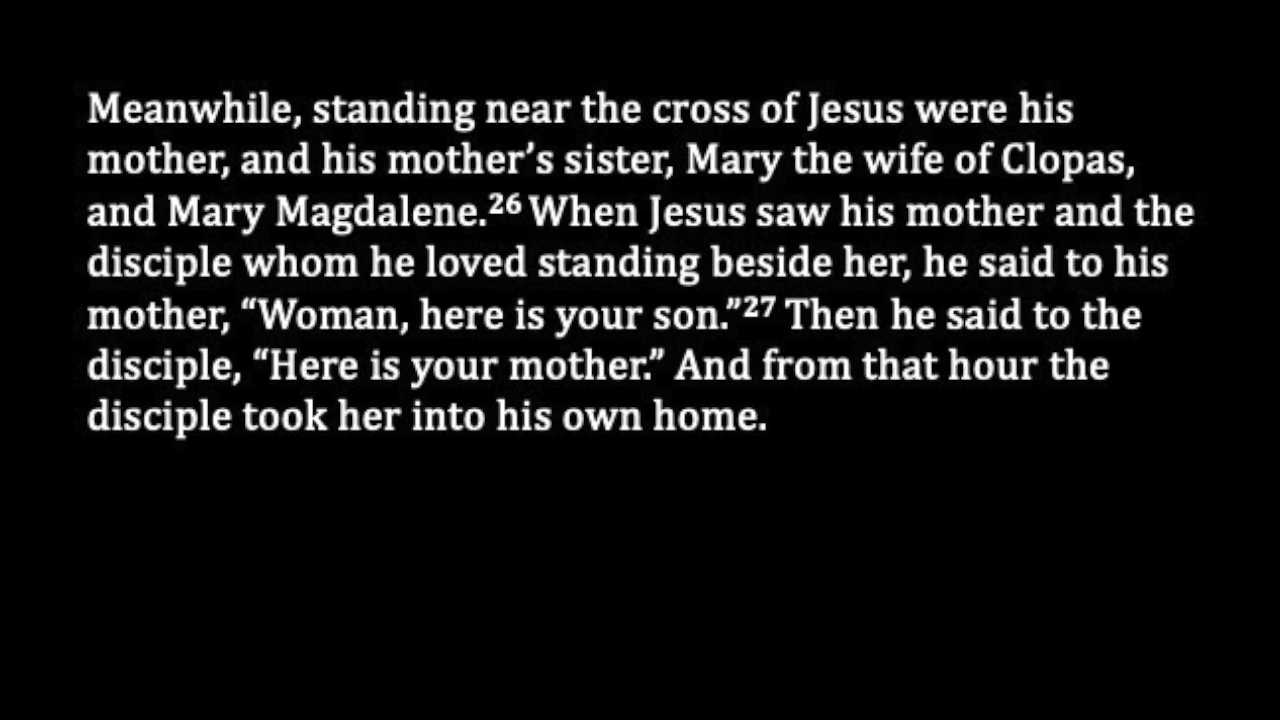 Meanwhile, standing near the cross of Jesus were his
mother, and his mother’s sister, Mary the wife of Clopas,
and Mary Magdalene.²⁶ When Jesus saw his mother and the
disciple whom he loved standing beside her, he said to his
mother, “Woman, here is your son.”²⁷ Then he said to the
disciple, “Here is your mother.” And from that hour the
disciple took her into his own home.